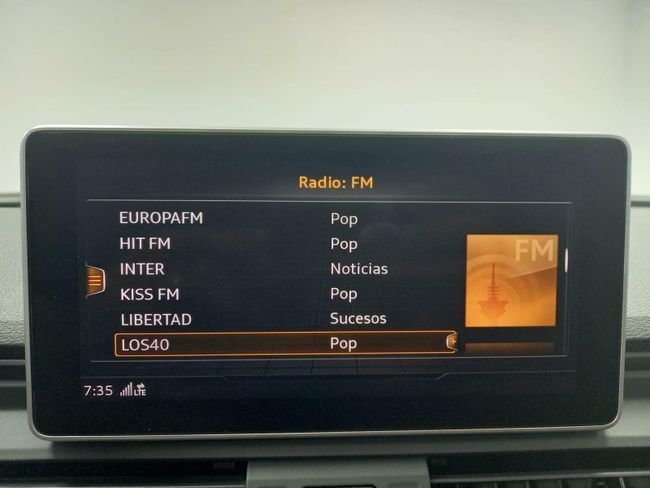 Radio: FM
EUROPAFM Pop
HIT FM Pop
FM
INTER Noticias
KISS FM Pop
LIBERTAD Sucesos
LOS40 Pop
7:35 LTE